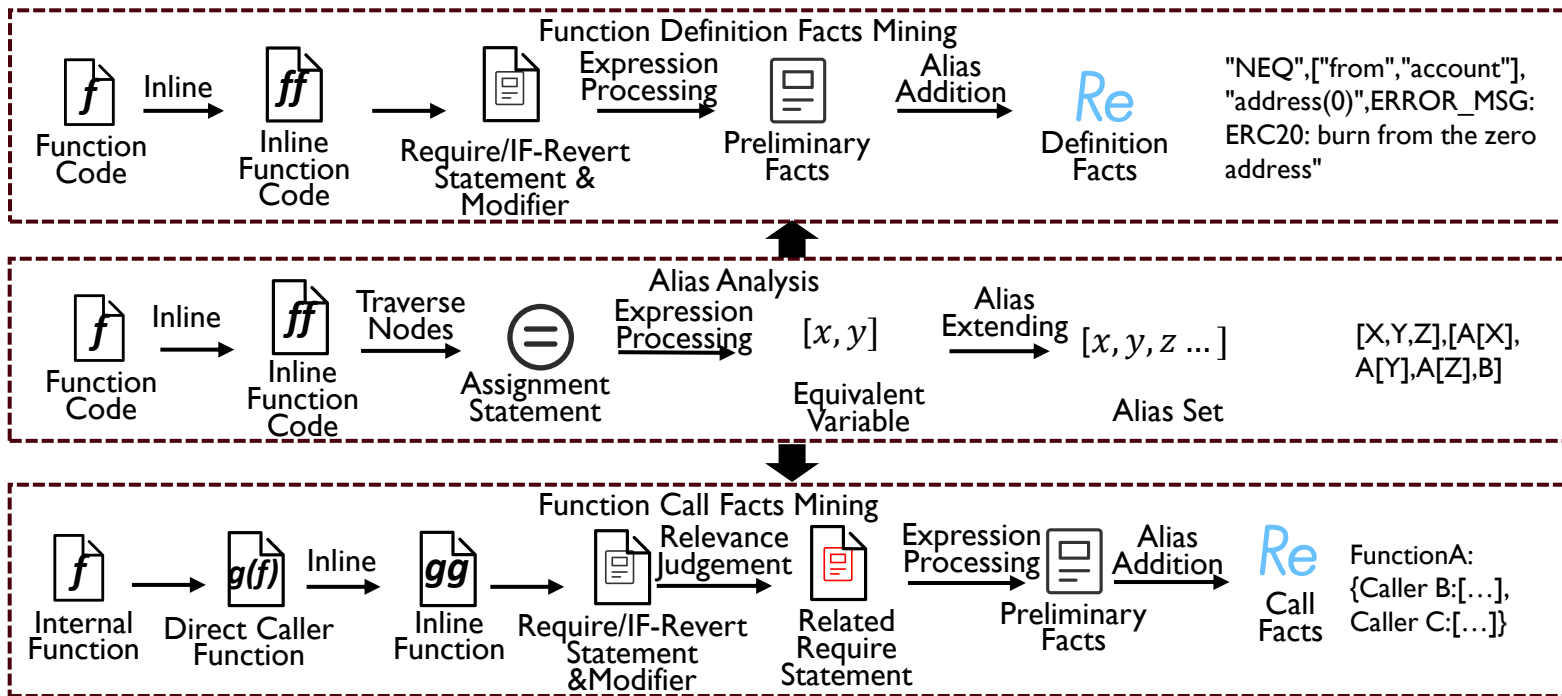 Function Definition Facts Mining
f
Function
Code
Inline
ff
Inline
Function
Code
Require/IF-Revert
Statement &
Modifier
Expression
Processing
Preliminary
Facts
Alias
Addition
Re
Definition
Facts
"NEQ",["from","account"],
"address(0)",ERROR_MSG:
ERC20: burn from the zero
address"
Alias Analysis
f
Function
Code
Inline
ff
Inline
Function
Code
Traverse
Nodes
Assignment
Statement
Expression
Processing
[x, y]
Equivalent
Variable
Alias
Extending
[x, y, z ...]
Alias Set
[X,Y,Z],[A[X],
A[Y],A[Z],B]
Function Call Facts Mining
f
Internal
Function
g(f)
Direct Caller
Function
Inline
gg
Inline
Function
Require/IF-Revert
Statement
&Modifier
Relevance
Judgement
Related
Require
Statement
Expression
Processing
Preliminary
Facts
Alias
Addition
Re
Call
Facts
FunctionA:
{Caller B:[…],
Caller C:[…]}